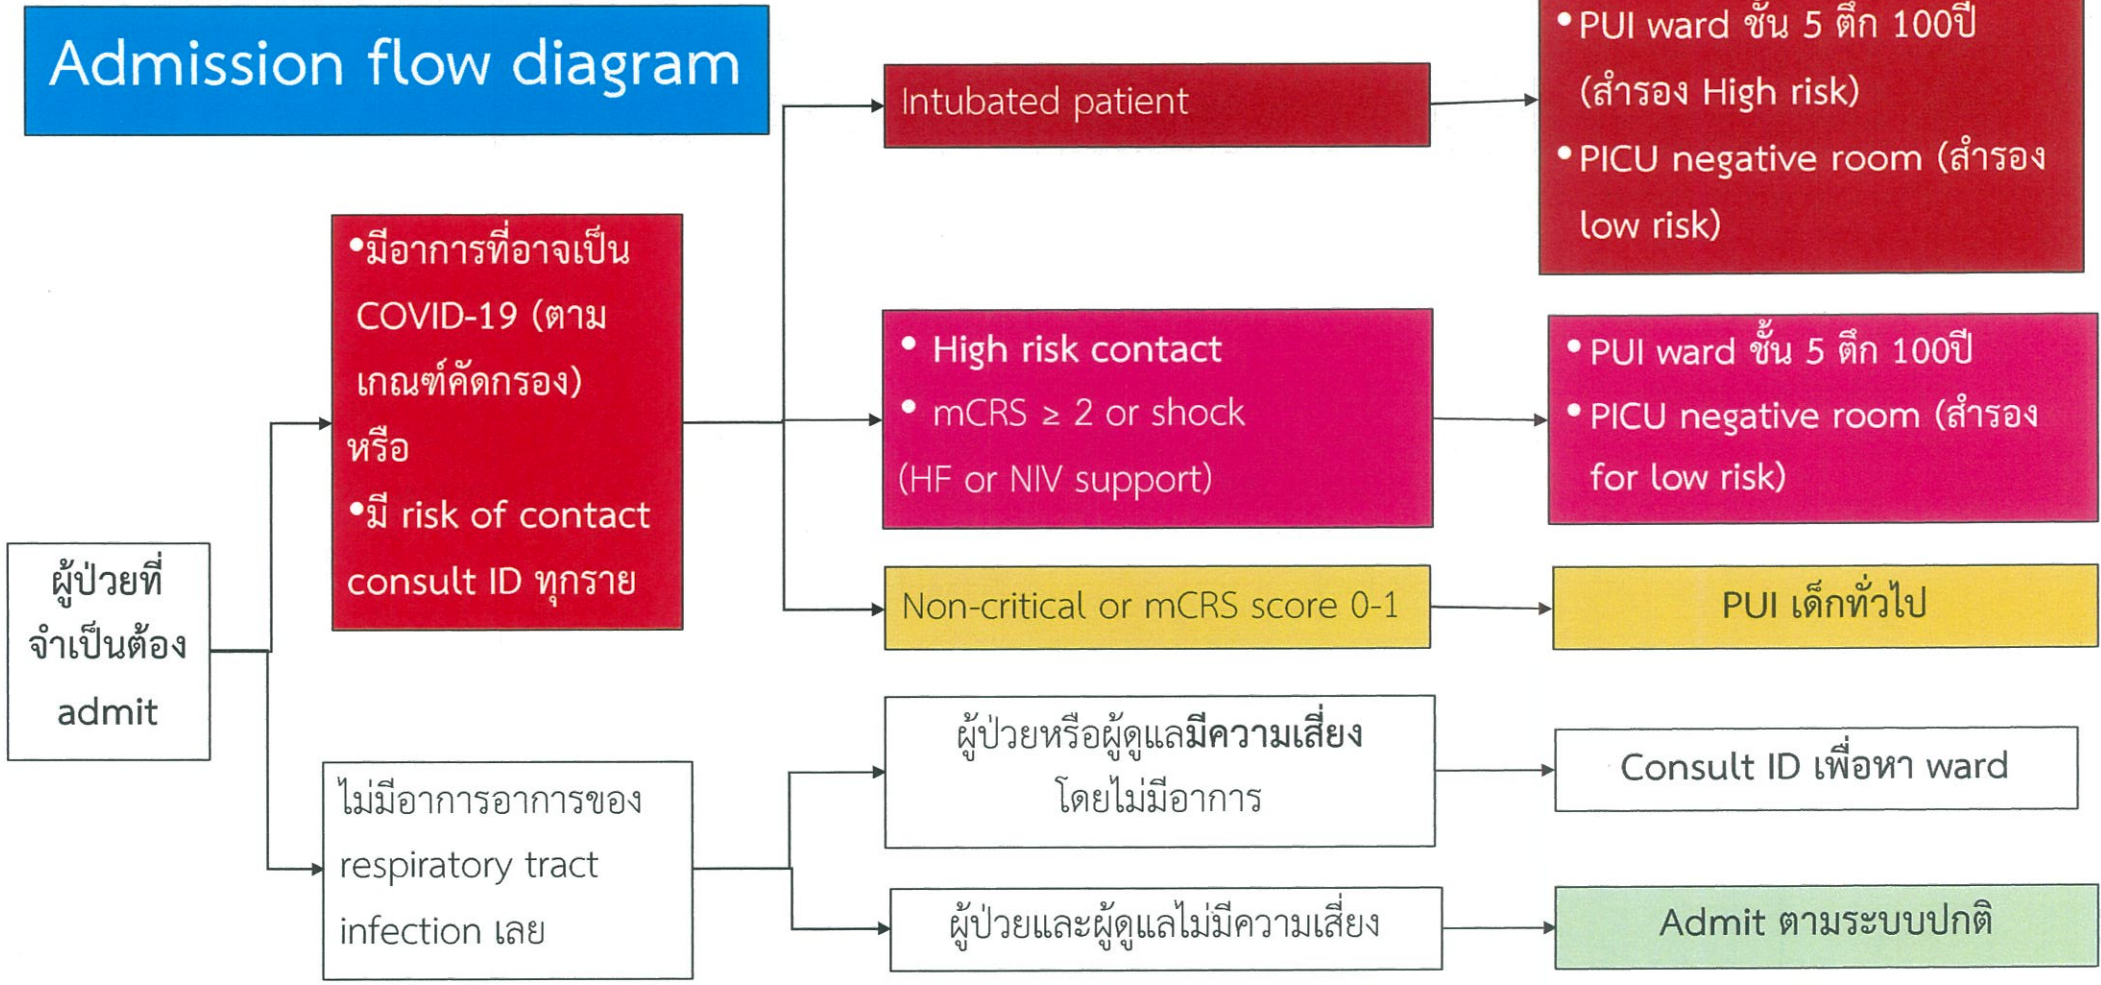 Admission flow diagram
ผู้ป่วยที่
จำเป็นต้อง
admit
•มีอาการที่อาจเป็น
COVID-19 (ตาม
เกณฑ์คัดกรอง)
หรือ
•มี risk of contact
consult ID ทุกราย
Intubated patient
•PUI ward ชั้น 5 ตึก 100ปี
(สำรอง High risk)
•PICU negative room (สำรอง
low risk)
• High risk contact
• mCRS ≥ 2 or shock
(HF or NIV support)
•PUI ward ชั้น 5 ตึก 100ปี
•PICU negative room (สำรอง
for low risk)
Non-critical or mCRS score 0-1
PUI เด็กทั่วไป
ไม่มีอาการอาการของ
respiratory tract
infection เลย
ผู้ป่วยหรือผู้ดูแลมีความเสี่ยง
โดยไม่มีอาการ
Consult ID เพื่อหา ward
ผู้ป่วยและผู้ดูแลไม่มีความเสี่ยง
Admit ตามระบบปกติ